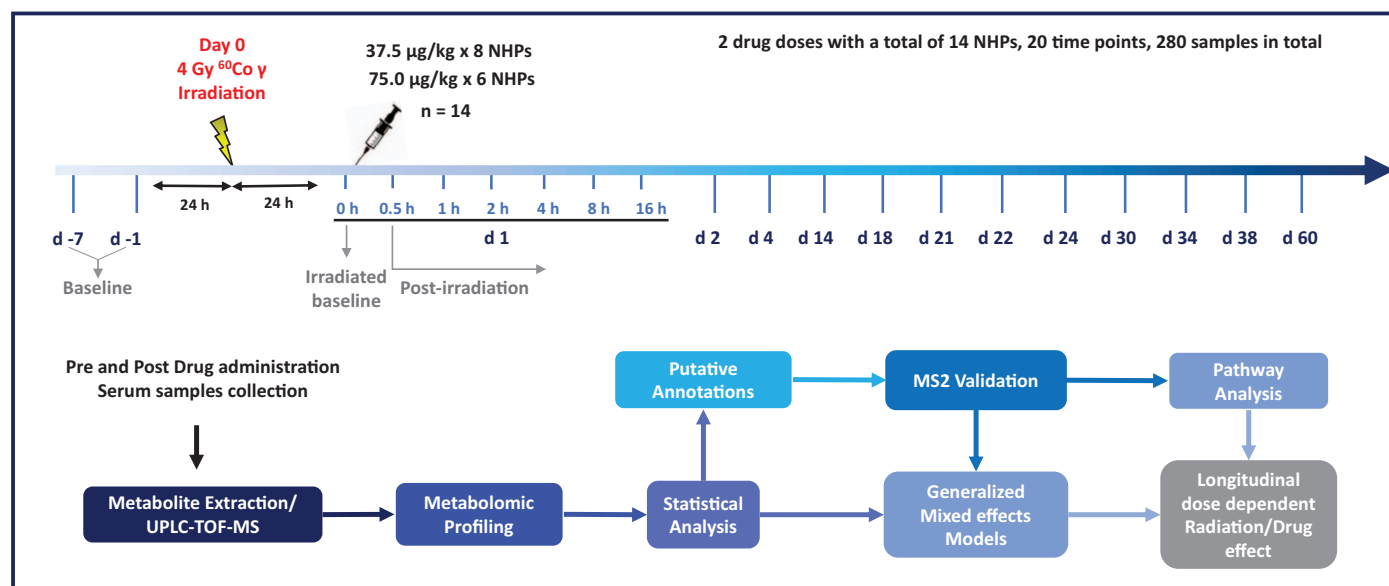 Day 0
4 Gy ⁶⁰Co γ
Irradiation
37.5 µg/kg x 8 NHPs
75.0 µg/kg x 6 NHPs
n = 14
2 drug doses with a total of 14 NHPs, 20 time points, 280 samples in total
24 h
24 h
0 h
0.5 h
1 h
2 h
4 h
8 h
16 h
d -7
d -1
d 1
d 2
d 4
d 14
d 18
d 21
d 22
d 24
d 30
d 34
d 38
d 60
Baseline
Irradiated
baseline
Post-irradiation
Pre and Post Drug administration
Serum samples collection
Putative
Annotations
MS2 Validation
Pathway
Analysis
Metabolite Extraction/
UPLC-TOF-MS
Metabolomic
Profiling
Statistical
Analysis
Generalized
Mixed effects
Models
Longitudinal
dose dependent
Radiation/Drug
effect